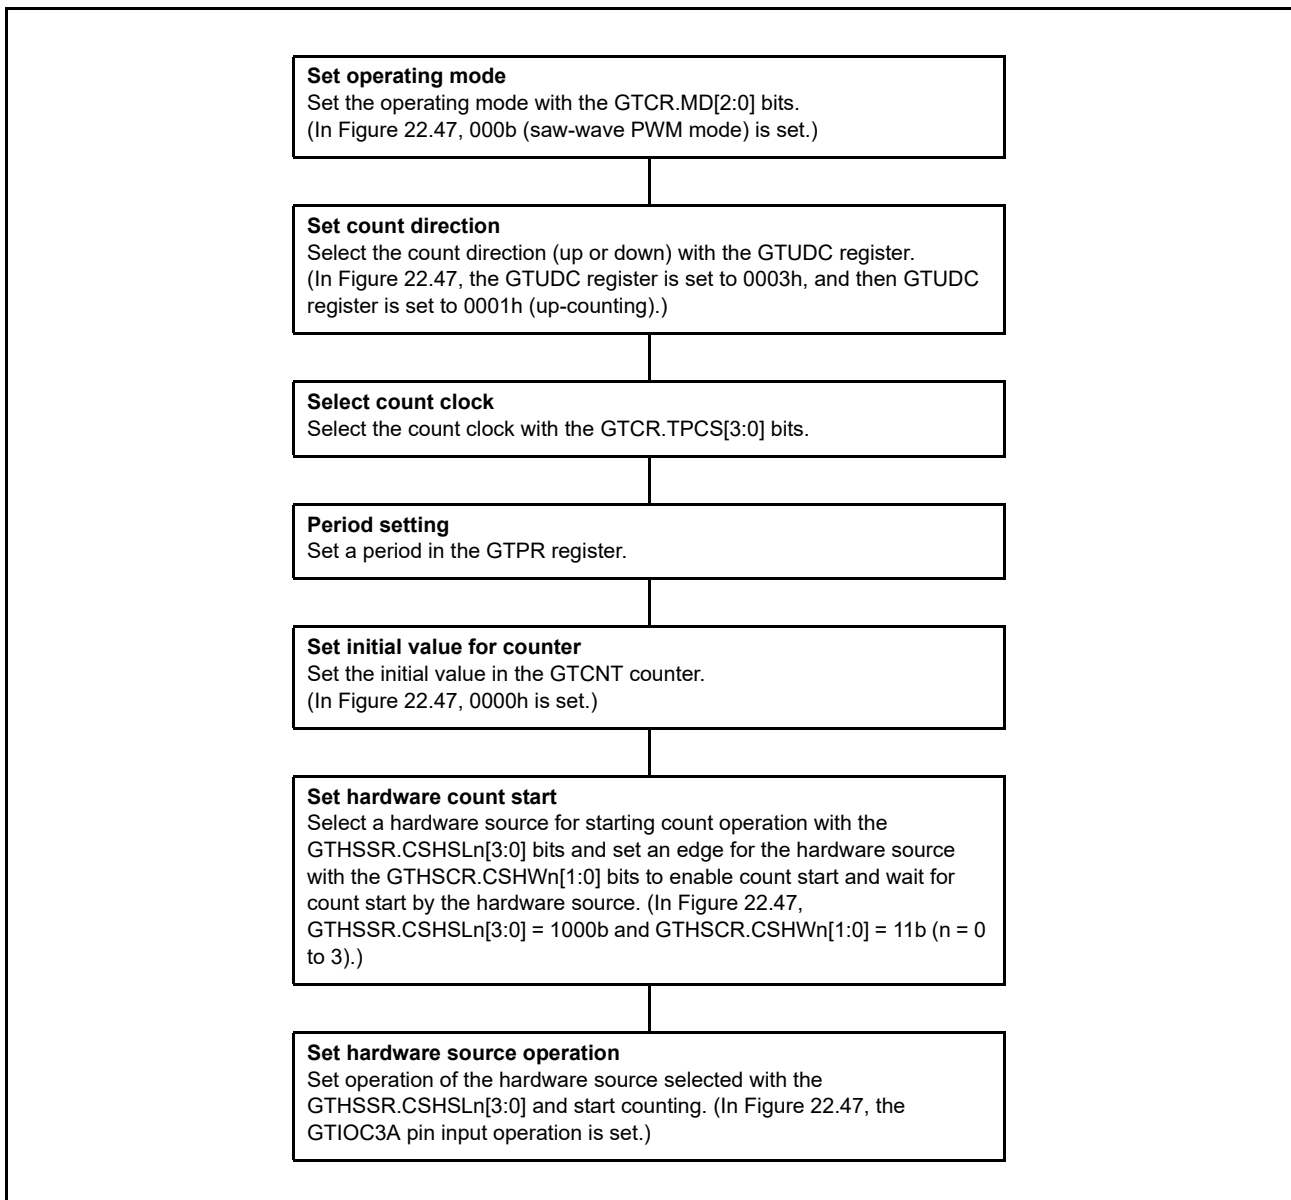 Set operating mode
Set the operating mode with the GTCR.MD[2:0] bits.
(In Figure 22.47, 000b (saw-wave PWM mode) is set.)
Set count direction
Select the count direction (up or down) with the GTUDC register.
(In Figure 22.47, the GTUDC register is set to 0003h, and then GTUDC
register is set to 0001h (up-counting).)
Select count clock
Select the count clock with the GTCR.TPCS[3:0] bits.
Period setting
Set a period in the GTPR register.
Set initial value for counter
Set the initial value in the GTCNT counter.
(In Figure 22.47, 0000h is set.)
Set hardware count start
Select a hardware source for starting count operation with the
GTHSSR.CSHSLn[3:0] bits and set an edge for the hardware source
with the GTHSCR.CSHWn[1:0] bits to enable count start and wait for
count start by the hardware source. (In Figure 22.47,
GTHSSR.CSHSLn[3:0] = 1000b and GTHSCR.CSHWn[1:0] = 11b (n = 0
to 3).)
Set hardware source operation
Set operation of the hardware source selected with the
GTHSSR.CSHSLn[3:0] and start counting. (In Figure 22.47, the
GTIOC3A pin input operation is set.)